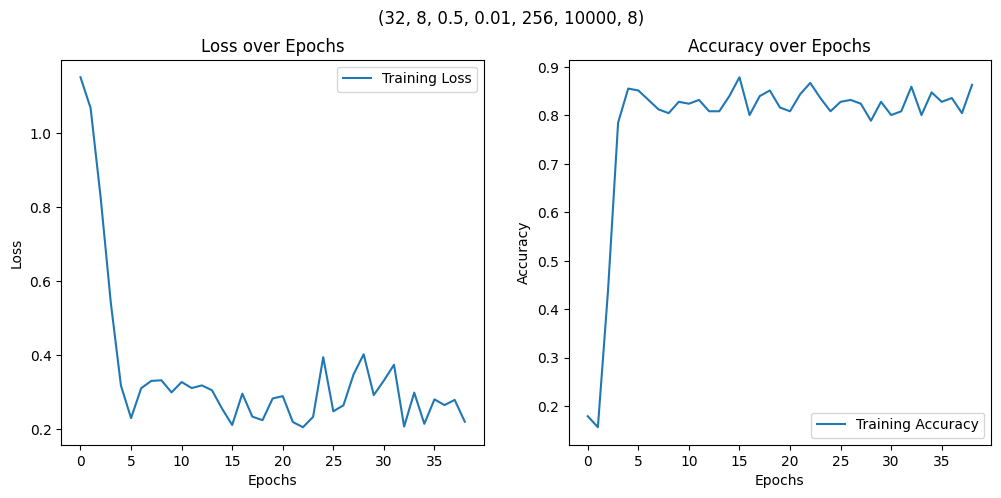 (32, 8, 0.5, 0.01, 256, 10000, 8)
Loss over Epochs
Training Loss
1.0
0.8
0.6
0.4
0.2
Loss
0 5 10 15 20 25 30 35
Epochs
Accuracy over Epochs
0.9
0.8
0.7
0.6
0.5
0.4
0.3
0.2
Accuracy
Training Accuracy
0 5 10 15 20 25 30 35
Epochs